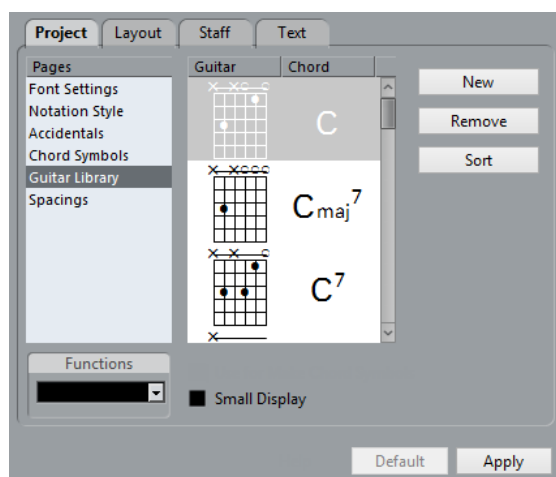 Project Layout Staff Text
Pages
Font Settings
Notation Style
Accidentals
Chord Symbols
Guitar Library
Spacings
Functions
Guitar Chord
C
Cmaj7
C7
Small Display
New
Remove
Sort
Default Apply